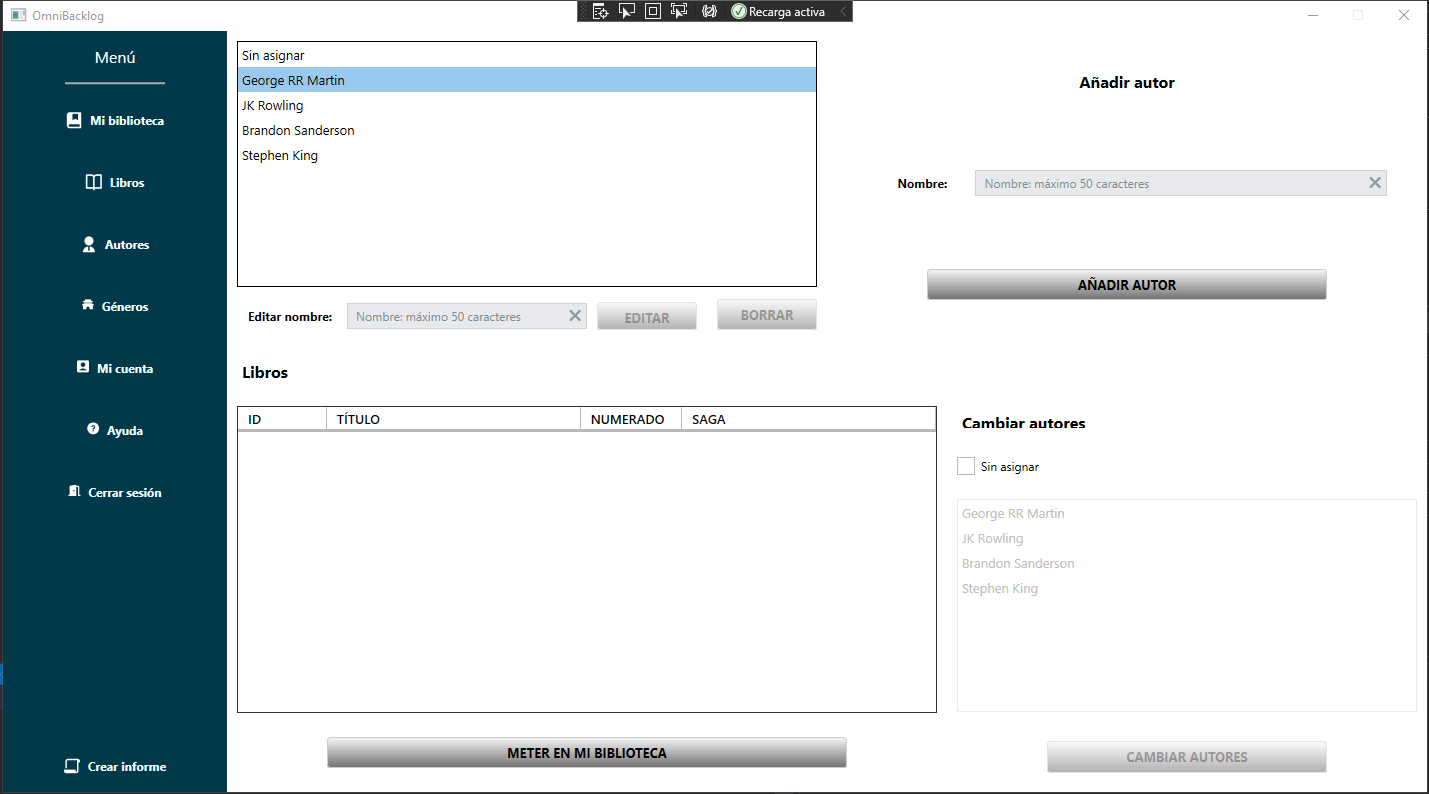 OmniBacklog
Recarga activa
Menú
Mi biblioteca
Libros
Autores
Géneros
Mi cuenta
Ayuda
Cerrar sesión
Crear informe
Sin asignar
George RR Martin
JK Rowling
Brandon Sanderson
Stephen King
Editar nombre:
Nombre: máximo 50 caracteres
EDITAR
BORRAR
Añadir autor
Nombre:
Nombre: máximo 50 caracteres
AÑADIR AUTOR
Libros
ID TÍTULO NUMERADO SAGA
METER EN MI BIBLIOTECA
Cambiar autores
Sin asignar
George RR Martin
JK Rowling
Brandon Sanderson
Stephen King
CAMBIAR AUTORES